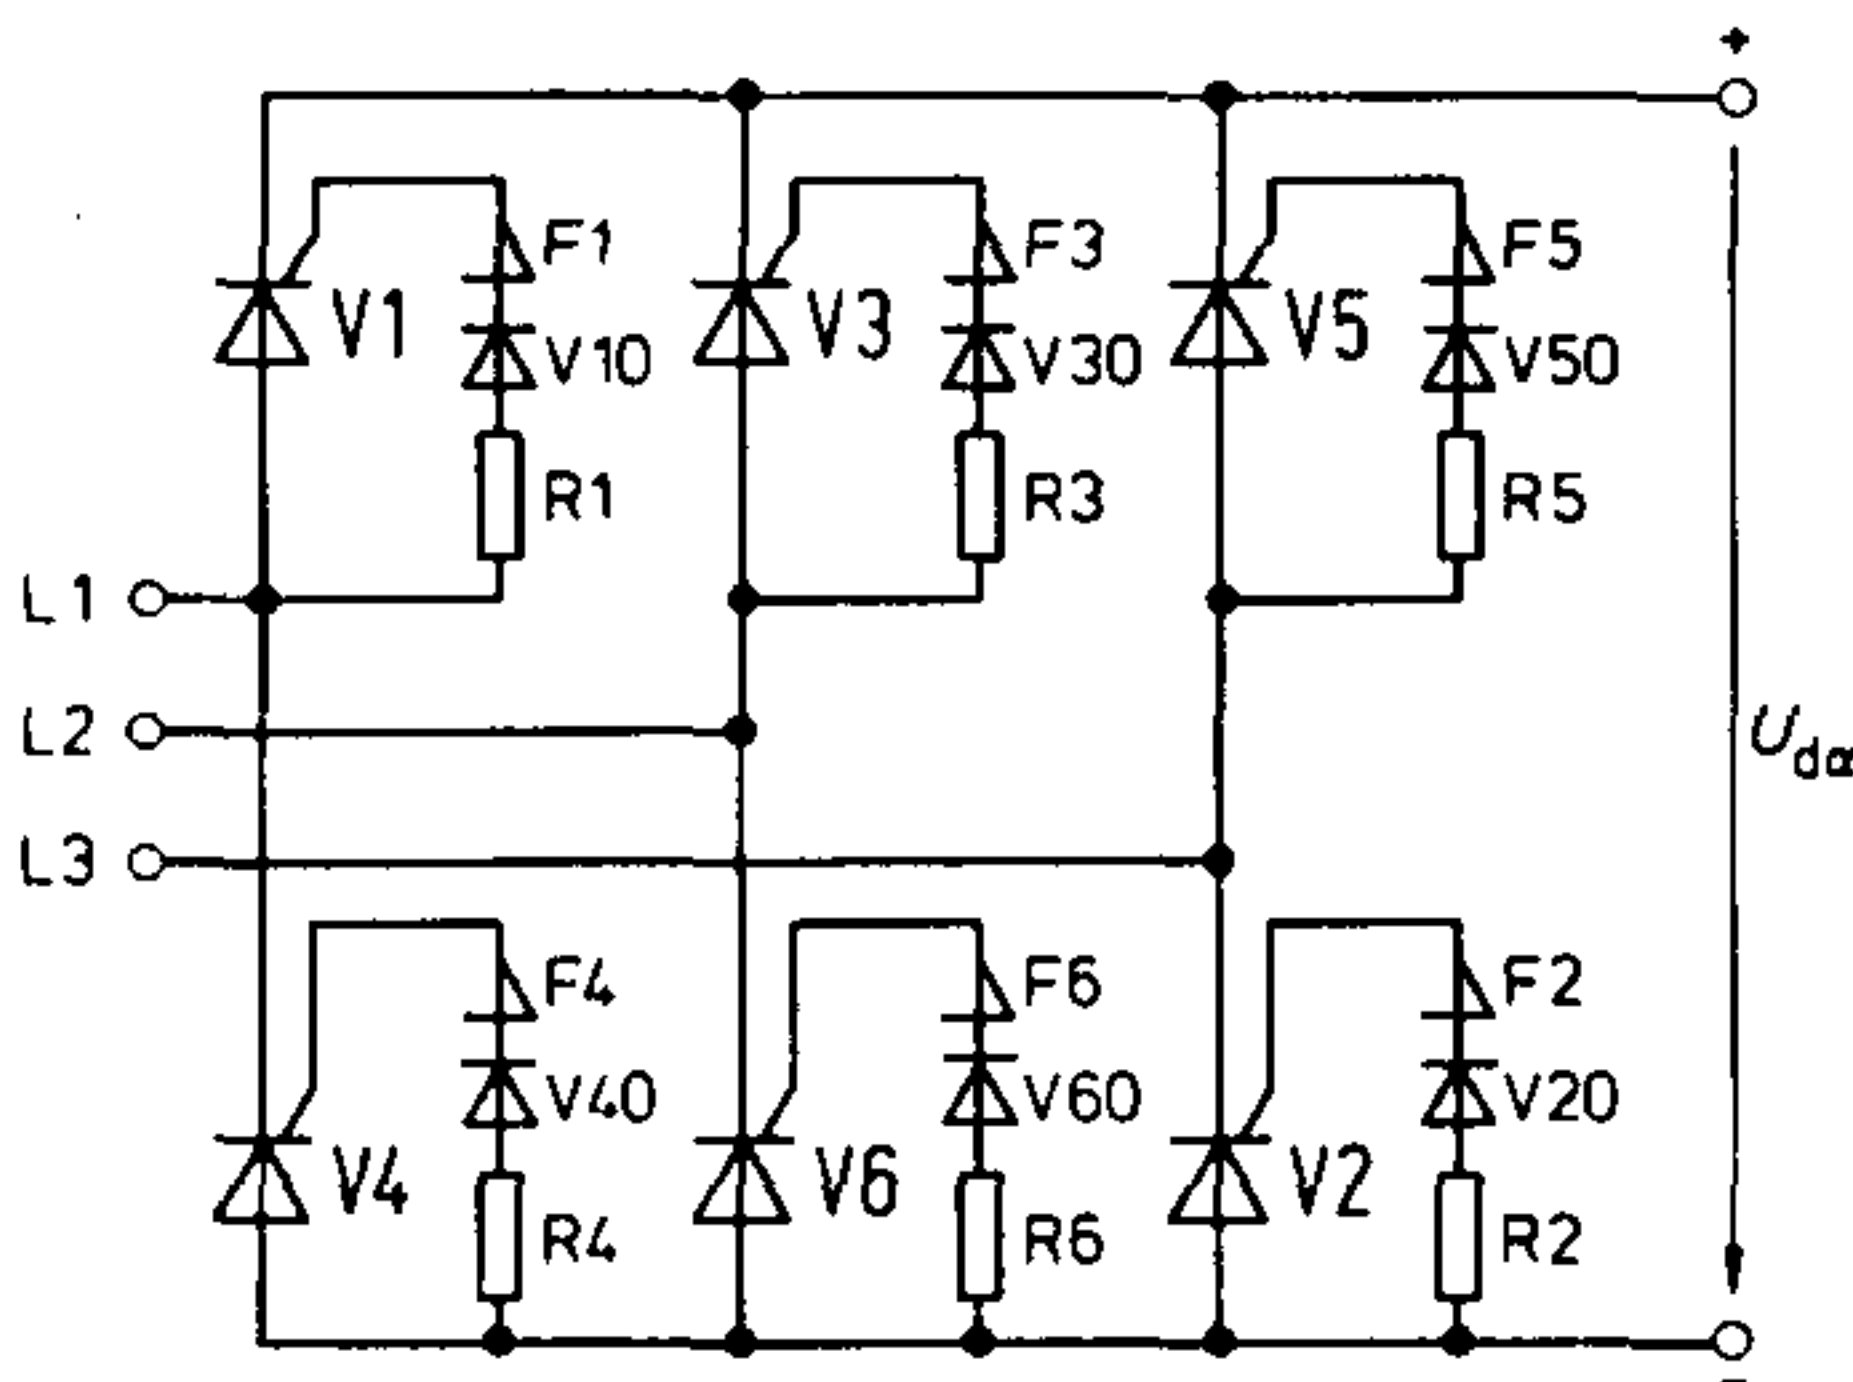 +
F1 F3 F5
V1 V10 V3 V30 V5 V50
R1 R3 R5
L1
L2
Udα
L3
F4 F6 F2
V4 V40 V6 V60 V2 V20
R4 R6 R2
-